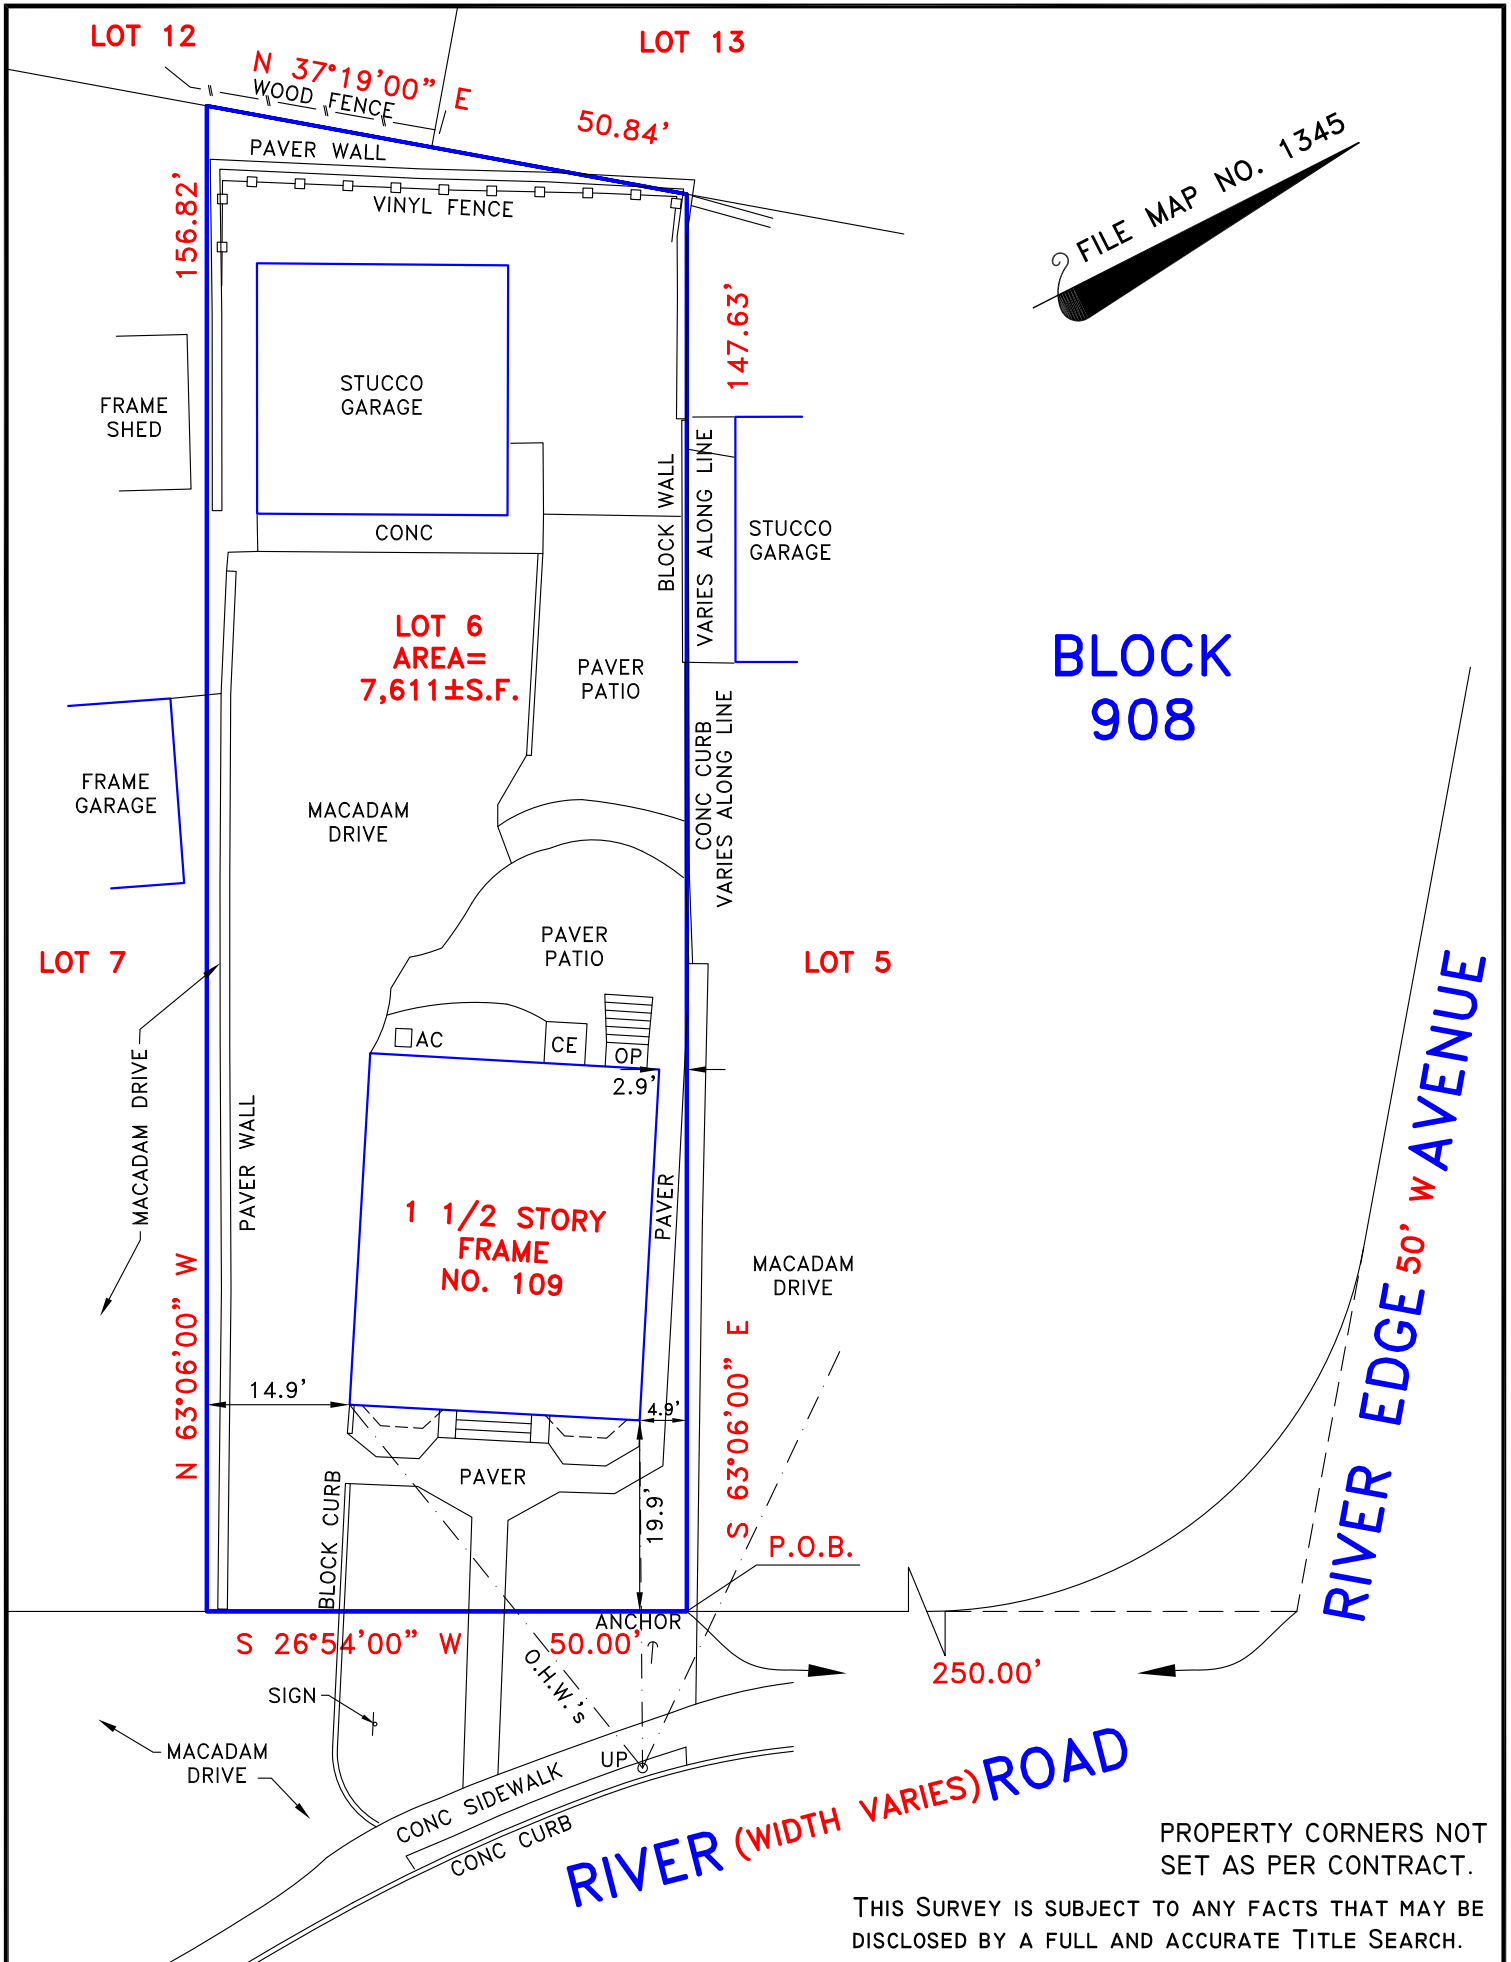 LOT 12
LOT 13
N 37°19'00" E
50.84'
WOOD FENCE
PAVER WALL
VINYL FENCE
156.82'
147.63'
FILE MAP NO. 1345
STUCCO
GARAGE
FRAME
SHED
CONC
BLOCK WALL
VARIES ALONG LINE
STUCCO
GARAGE
LOT 6
AREA=
7,611±S.F.
PAVER
PATIO
BLOCK
908
FRAME
GARAGE
MACADAM
DRIVE
CONC CURB
VARIES ALONG LINE
PAVER
PATIO
LOT 7
LOT 5
AC
CE
OP
2.9'
MACADAM DRIVE
PAVER WALL
PAVER
1 1/2 STORY
FRAME
NO. 109
MACADAM
DRIVE
RIVER EDGE 50' W AVENUE
N 63°06'00" W
S 63°06'00" E
14.9'
4.9'
19.9'
PAVER
BLOCK CURB
P.O.B.
ANCHOR
S 26°54'00" W 50.00'
250.00'
O.H.W.'s
SIGN
MACADAM
DRIVE
UP
CONC SIDEWALK
CONC CURB
RIVER (WIDTH VARIES) ROAD
PROPERTY CORNERS NOT
SET AS PER CONTRACT.
THIS SURVEY IS SUBJECT TO ANY FACTS THAT MAY BE
DISCLOSED BY A FULL AND ACCURATE TITLE SEARCH.